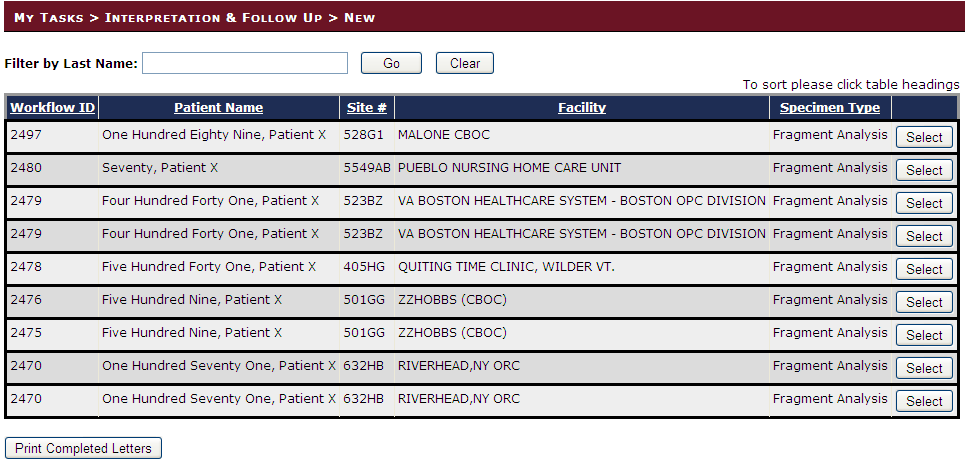 My Tasks > Interpretation & Follow Up > New
Filter by Last Name: Go Clear
To sort please click table headings
Workflow ID Patient Name Site # Facility Specimen Type
2497 One Hundred Eighty Nine, Patient X 528G1 MALONE CBOC Fragment Analysis Select
2480 Seventy, Patient X 5549AB PUEBLO NURSING HOME CARE UNIT Fragment Analysis Select
2479 Four Hundred Forty One, Patient X 523BZ VA BOSTON HEALTHCARE SYSTEM - BOSTON OPC DIVISION Fragment Analysis Select
2479 Four Hundred Forty One, Patient X 523BZ VA BOSTON HEALTHCARE SYSTEM - BOSTON OPC DIVISION Fragment Analysis Select
2478 Five Hundred Forty One, Patient X 405HG QUITING TIME CLINIC, WILDER VT. Fragment Analysis Select
2476 Five Hundred Nine, Patient X 501GG ZZHOBBS (CBOC) Fragment Analysis Select
2475 Five Hundred Nine, Patient X 501GG ZZHOBBS (CBOC) Fragment Analysis Select
2470 One Hundred Seventy One, Patient X 632HB RIVERHEAD,NY ORC Fragment Analysis Select
2470 One Hundred Seventy One, Patient X 632HB RIVERHEAD,NY ORC Fragment Analysis Select
Print Completed Letters